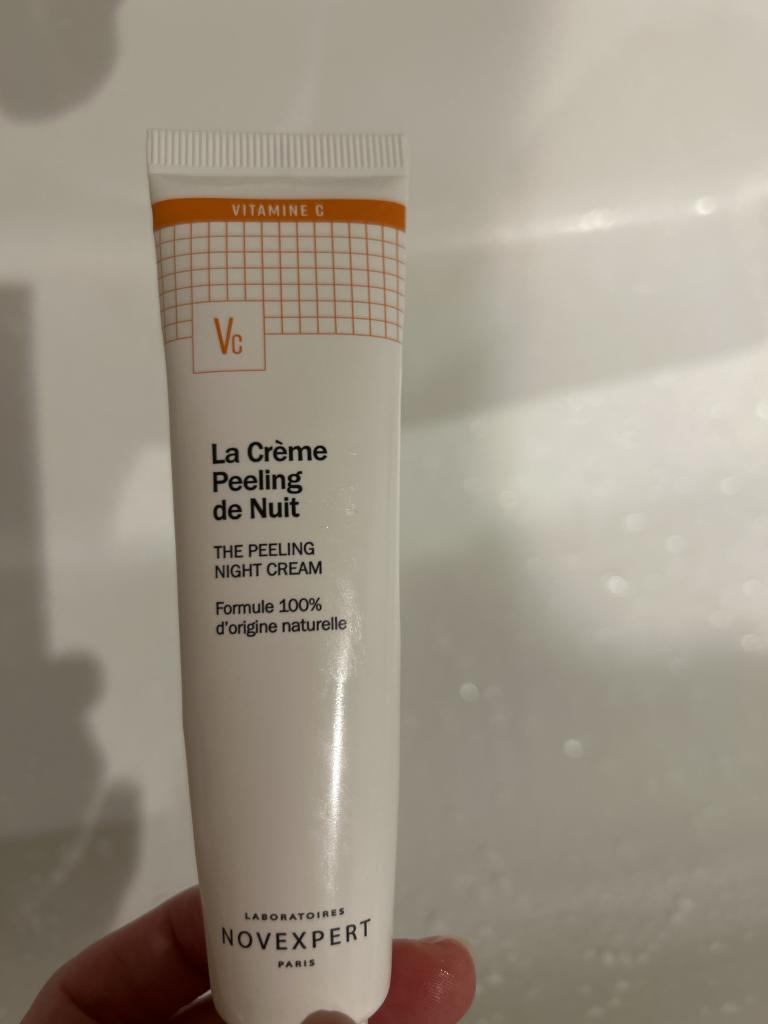 VITAMINE C
Vc
La Crème
Peeling
de Nuit
THE PEELING
NIGHT CREAM
Formule 100%
d'origine naturelle
LABORATOIRES
NOVEXPERT
PARIS